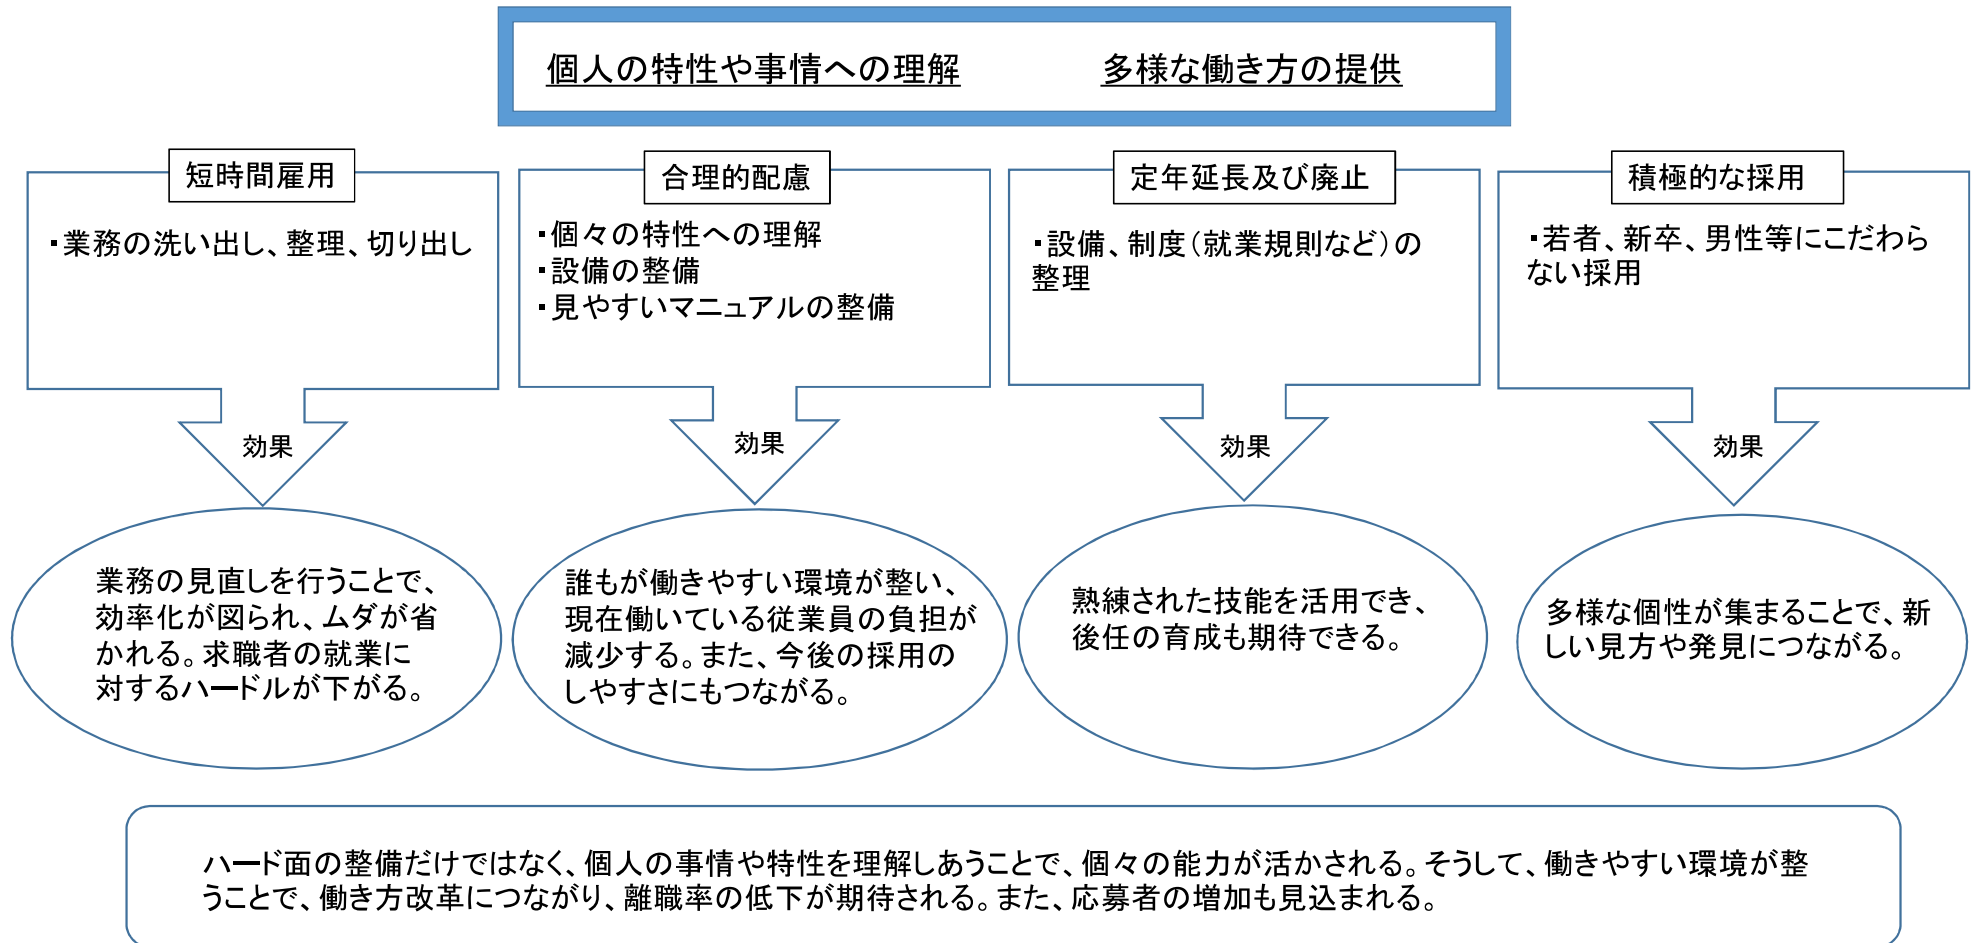 個人の特性や事情への理解 多様な働き方の提供
短時間雇用
・業務の洗い出し、整理、切り出し
効果
業務の見直しを行うことで、
効率化が図られ、ムダが省
かれる。求職者の就業に
対するハードルが下がる。
合理的配慮
・個々の特性への理解
・設備の整備
・見やすいマニュアルの整備
効果
誰もが働きやすい環境が整い、
現在働いている従業員の負担が
減少する。また、今後の採用の
しやすさにもつながる。
定年延長及び廃止
・設備、制度（就業規則など）の
整理
効果
熟練された技能を活用でき、
後任の育成も期待できる。
積極的な採用
・若者、新卒、男性等にこだわら
ない採用
効果
多様な個性が集まることで、新
しい見方や発見につながる。
ハード面の整備だけではなく、個人の事情や特性を理解しあうことで、個々の能力が活かされる。そうして、働きやすい環境が整
うことで、働き方改革につながり、離職率の低下が期待される。また、応募者の増加も見込まれる。